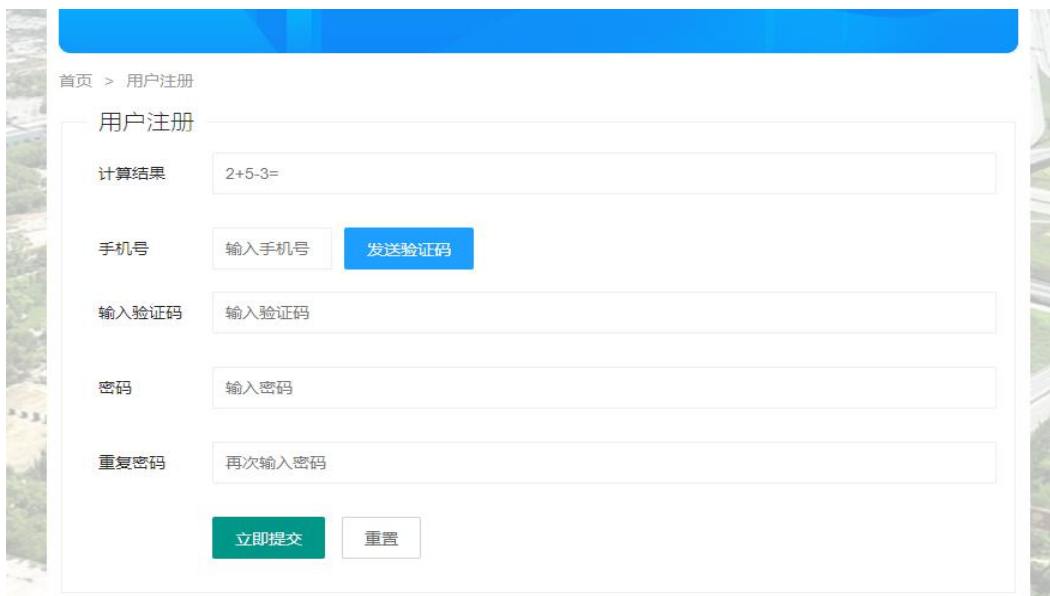 首页 > 用户注册
用户注册
计算结果 2+5-3=
手机号 输入手机号 发送验证码
输入验证码 输入验证码
密码 输入密码
重复密码 再次输入密码
立即提交 重置